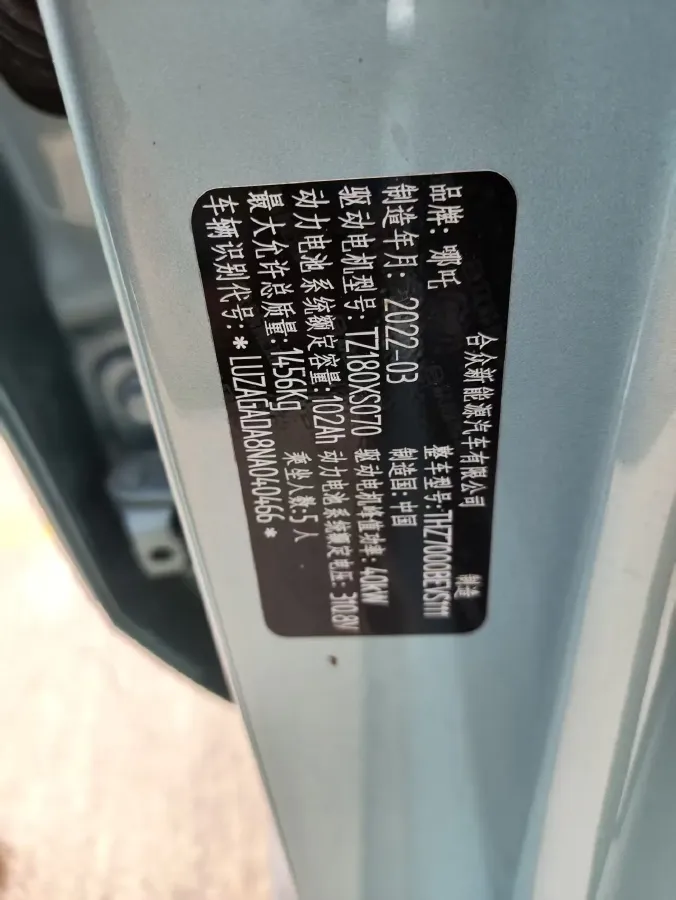 合众新能源汽车有限公司 制造
品牌: 哪吒 整车型号: THZ7000BEVS111
制造年月: 2022-03 制造国: 中国
驱动电机型号: TZ180XS070 驱动电机峰值功率: 40KW
动力电池系统额定容量: 102Ah 动力电池系统额定电压: 310.8V
最大允许总质量: 1456Kg 乘坐人数: 5人
车辆识别代号: *LUZAGADA8NA040466*